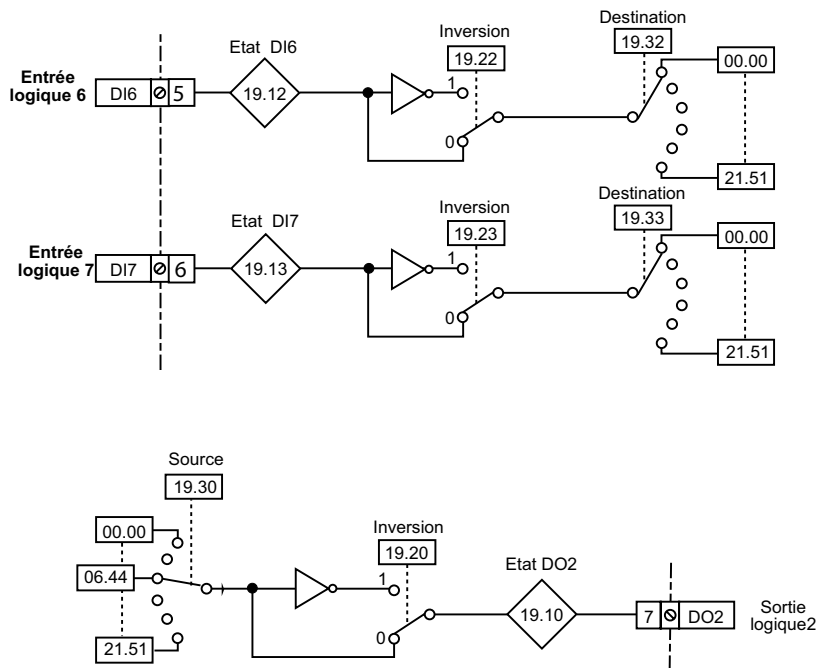 Etat DI6
Inversion
19.22
Destination
19.32
00.00
Entrée
logique 6
DI6
5
19.12
1
0
21.51
Etat DI7
Inversion
19.23
Destination
19.33
00.00
Entrée
logique 7
DI7
6
19.13
1
0
21.51
Source
19.30
00.00
06.44
21.51
Inversion
19.20
1
0
Etat DO2
19.10
7
DO2
Sortie
logique2